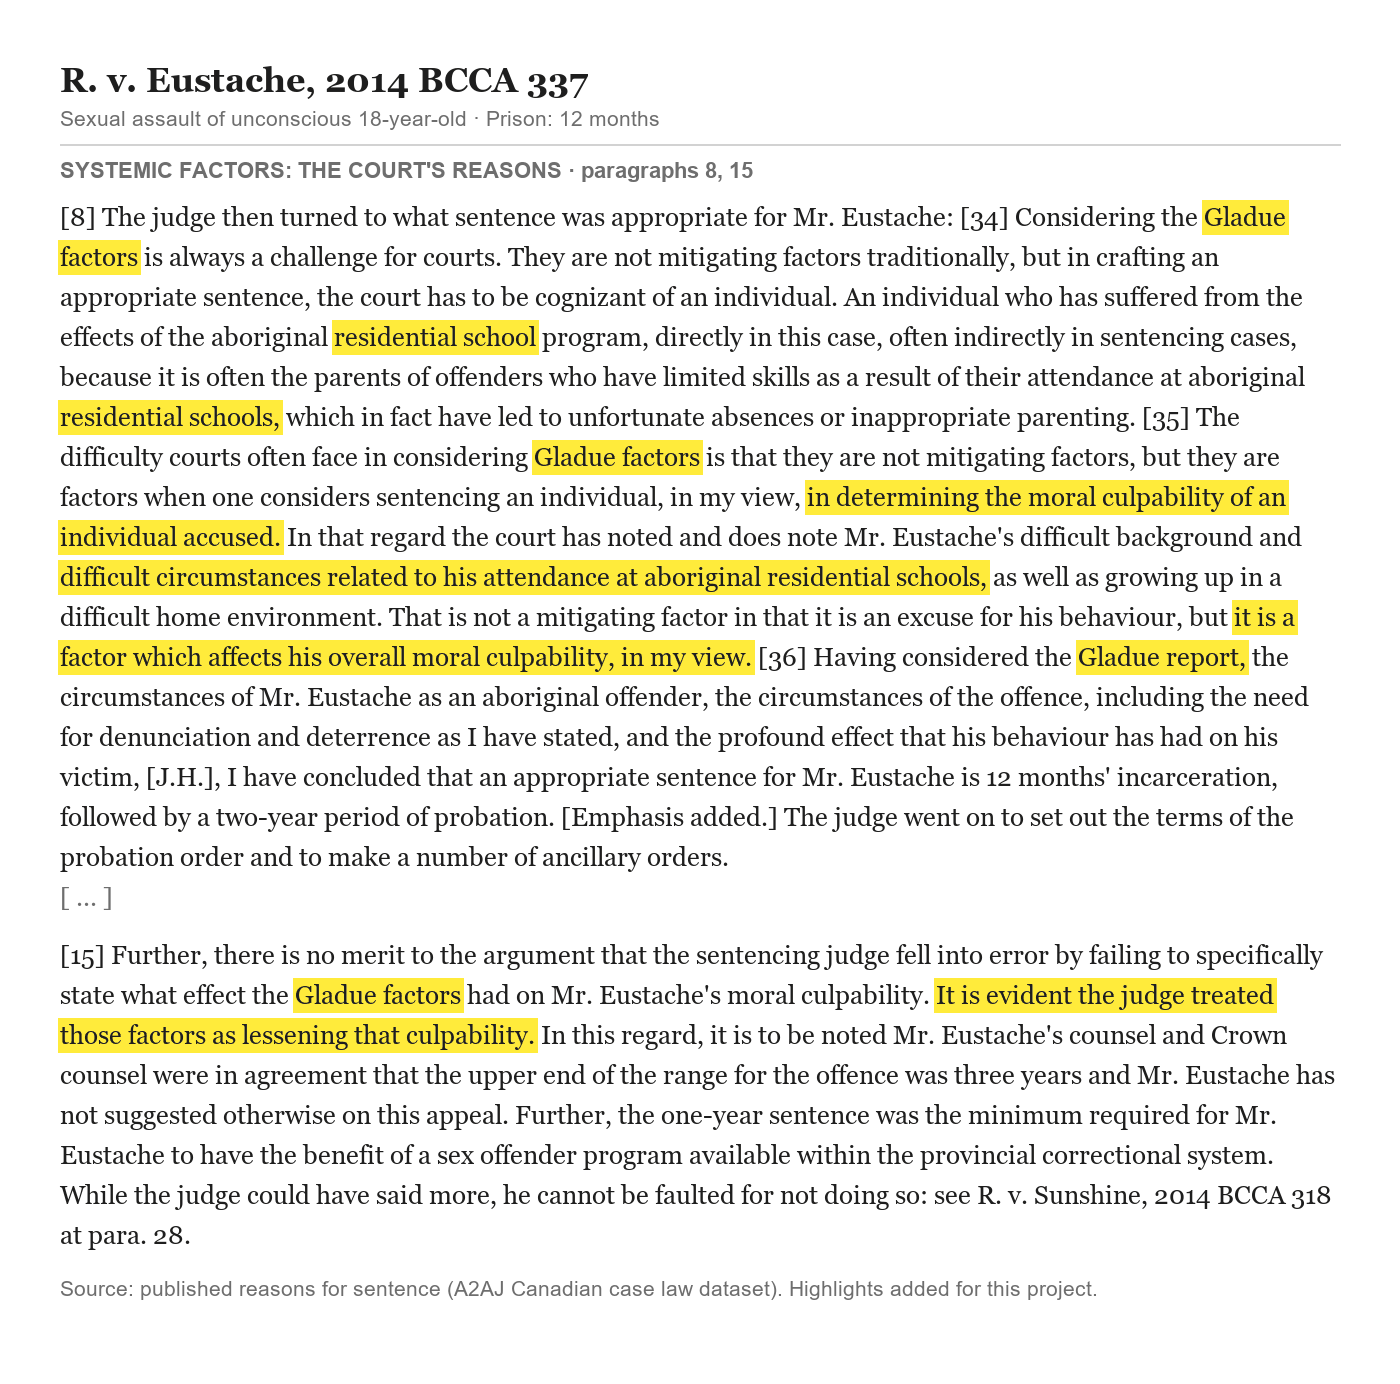 R. v. Eustache, 2014 BCCA 337
Sexual assault of unconscious 18-year-old · Prison: 12 months
SYSTEMIC FACTORS: THE COURT'S REASONS · paragraphs 8, 15
[8] The judge then turned to what sentence was appropriate for Mr. Eustache: [34] Considering the Gladue
factors is always a challenge for courts. They are not mitigating factors traditionally, but in crafting an
appropriate sentence, the court has to be cognizant of an individual. An individual who has suffered from the
effects of the aboriginal residential school program, directly in this case, often indirectly in sentencing cases,
because it is often the parents of offenders who have limited skills as a result of their attendance at aboriginal
residential schools, which in fact have led to unfortunate absences or inappropriate parenting. [35] The
difficulty courts often face in considering Gladue factors is that they are not mitigating factors, but they are
factors when one considers sentencing an individual, in my view, in determining the moral culpability of an
individual accused. In that regard the court has noted and does note Mr. Eustache's difficult background and
difficult circumstances related to his attendance at aboriginal residential schools, as well as growing up in a
difficult home environment. That is not a mitigating factor in that it is an excuse for his behaviour, but it is a
factor which affects his overall moral culpability, in my view. [36] Having considered the Gladue report, the
circumstances of Mr. Eustache as an aboriginal offender, the circumstances of the offence, including the need
for denunciation and deterrence as I have stated, and the profound effect that his behaviour has had on his
victim, [J.H.], I have concluded that an appropriate sentence for Mr. Eustache is 12 months' incarceration,
followed by a two-year period of probation. [Emphasis added.] The judge went on to set out the terms of the
probation order and to make a number of ancillary orders.
[ ... ]
[15] Further, there is no merit to the argument that the sentencing judge fell into error by failing to specifically
state what effect the Gladue factors had on Mr. Eustache's moral culpability. It is evident the judge treated
those factors as lessening that culpability. In this regard, it is to be noted Mr. Eustache's counsel and Crown
counsel were in agreement that the upper end of the range for the offence was three years and Mr. Eustache has
not suggested otherwise on this appeal. Further, the one-year sentence was the minimum required for Mr.
Eustache to have the benefit of a sex offender program available within the provincial correctional system.
While the judge could have said more, he cannot be faulted for not doing so: see R. v. Sunshine, 2014 BCCA 318
at para. 28.
Source: published reasons for sentence (A2AJ Canadian case law dataset). Highlights added for this project.